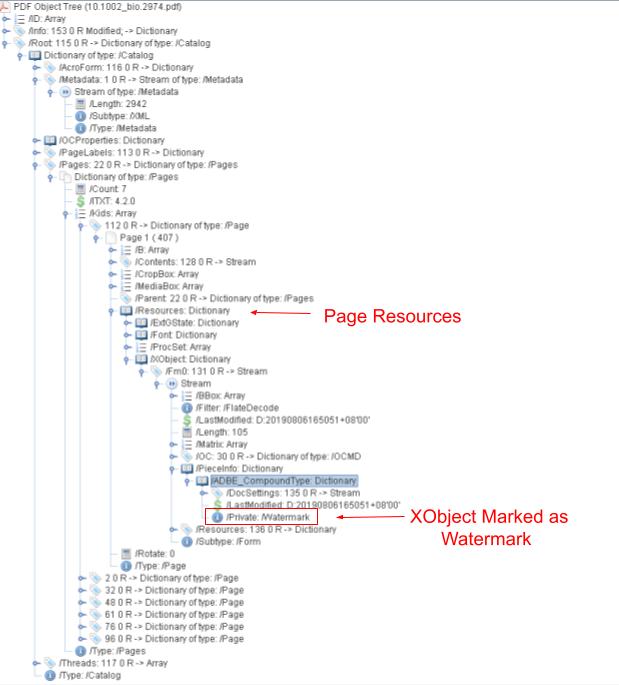 PDF Object Tree (10.1002_bio.2974.pdf)
/ID: Array
/Info: 153 0 R Modified; -> Dictionary
/Root: 115 0 R -> Dictionary of type: /Catalog
Dictionary of type: /Catalog
/AcroForm: 116 0 R -> Dictionary
/Metadata: 1 0 R -> Stream of type: /Metadata
Stream of type: /Metadata
/Length: 2942
/Subtype: /XML
/Type: /Metadata
/OCProperties: Dictionary
/PageLabels: 113 0 R -> Dictionary
/Pages: 22 0 R -> Dictionary of type: /Pages
Dictionary of type: /Pages
/Count: 7
/ITXT: 4.2.0
/Kids: Array
112 0 R -> Dictionary of type: /Page
Page 1 ( 407 )
/B: Array
/Contents: 128 0 R -> Stream
/CropBox: Array
/MediaBox: Array
/Parent: 22 0 R -> Dictionary of type: /Pages
/Resources: Dictionary Page Resources
/ExtGState: Dictionary
/Font: Dictionary
/ProcSet: Array
/XObject: Dictionary
/Fm0: 131 0 R -> Stream
Stream
/BBox: Array
/Filter: /FlateDecode
/LastModified: D:20190806165051+08'00'
/Length: 105
/Matrix: Array
/OC: 30 0 R -> Dictionary of type: /OCMD
/PieceInfo: Dictionary
/ADBE_CompoundType: Dictionary
/DocSettings: 135 0 R -> Stream
/LastModified: D:20190806165051+08'00'
/Private: /Watermark XObject Marked as
Watermark
/Resources: 136 0 R -> Dictionary
/Subtype: /Form
/Rotate: 0
/Type: /Page
2 0 R -> Dictionary of type: /Page
32 0 R -> Dictionary of type: /Page
48 0 R -> Dictionary of type: /Page
61 0 R -> Dictionary of type: /Page
76 0 R -> Dictionary of type: /Page
96 0 R -> Dictionary of type: /Page
/Type: /Pages
/Threads: 117 0 R -> Array
/Type: /Catalog